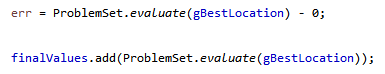 err = ProblemSet.evaluate(gBestLocation) - 0;
finalValues.add(ProblemSet.evaluate(gBestLocation));